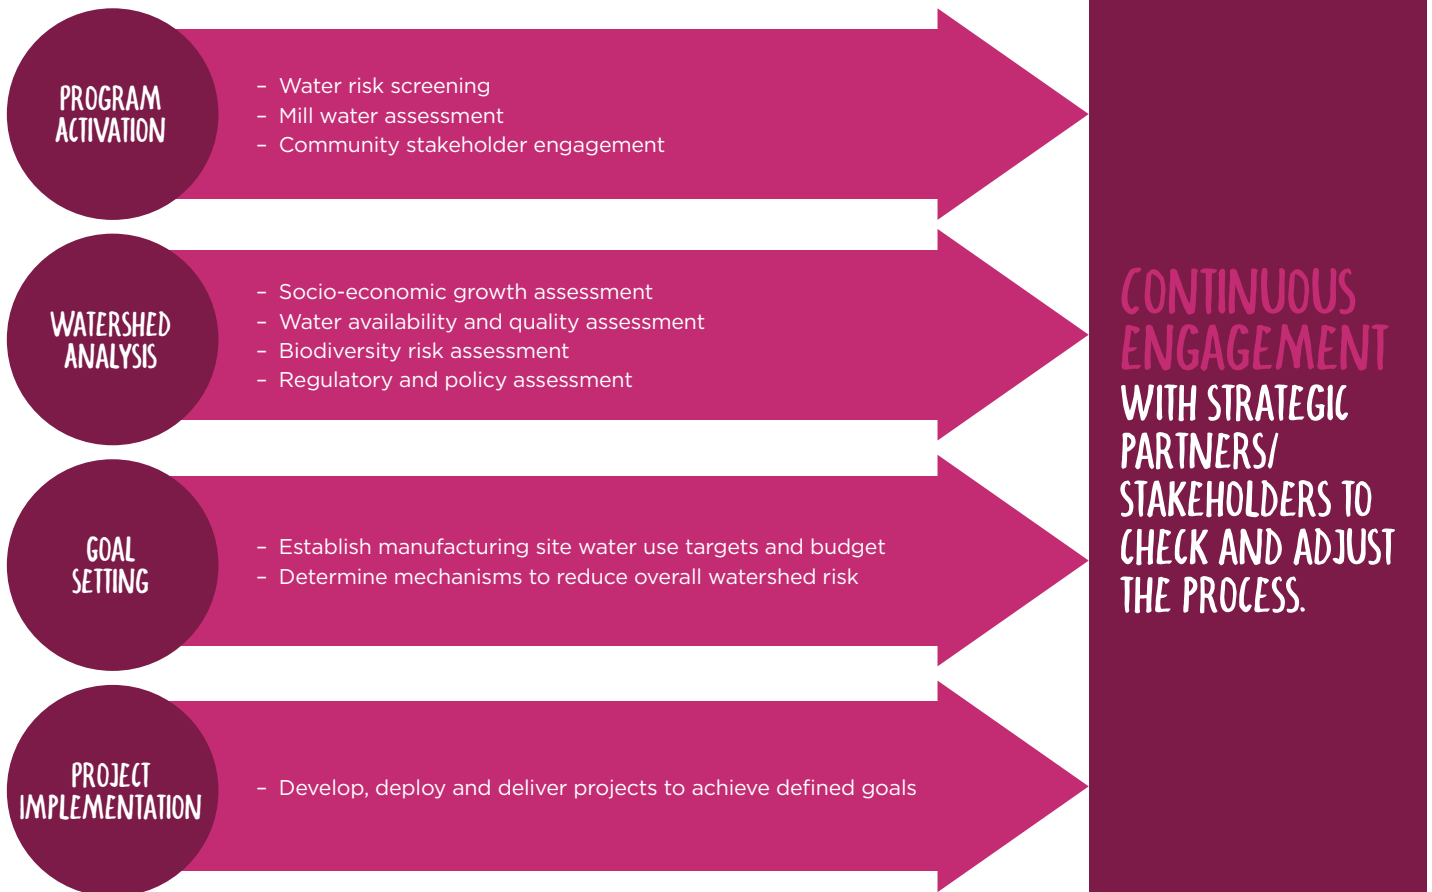 PROGRAM
ACTIVATION
– Water risk screening
– Mill water assessment
– Community stakeholder engagement
WATERSHED
ANALYSIS
– Socio-economic growth assessment
– Water availability and quality assessment
– Biodiversity risk assessment
– Regulatory and policy assessment
GOAL
SETTING
– Establish manufacturing site water use targets and budget
– Determine mechanisms to reduce overall watershed risk
PROJECT
IMPLEMENTATION
– Develop, deploy and deliver projects to achieve defined goals
CONTINUOUS
ENGAGEMENT
WITH STRATEGIC
PARTNERS/
STAKEHOLDERS TO
CHECK AND ADJUST
THE PROCESS.